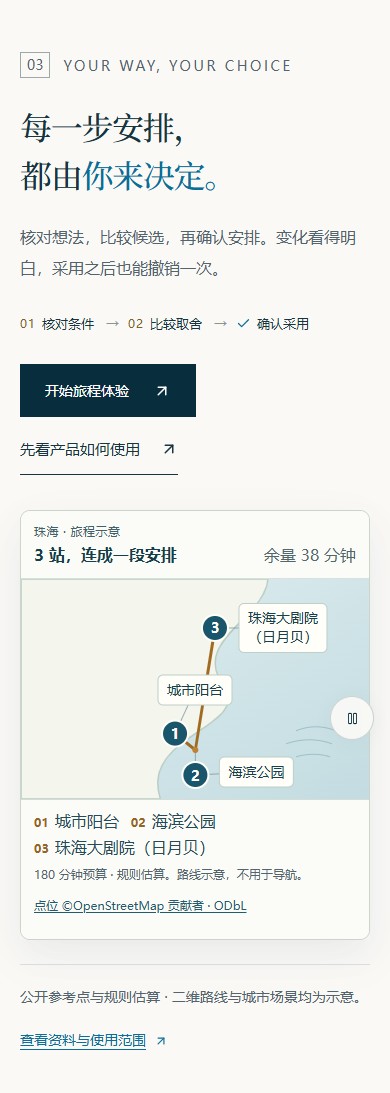 03 YOUR WAY, YOUR CHOICE
每一步安排，
都由你来决定。
核对想法，比较候选，再确认安排。变化看得明
白，采用之后也能撤销一次。
01 核对条件 → 02 比较取舍 → ✓ 确认采用
开始旅程体验 ↗
先看产品如何使用 ↗
珠海 · 旅程示意
3 站，连成一段安排 余量 38 分钟
3 珠海大剧院
（日月贝）
城市阳台
1
2 海滨公园
01 城市阳台 02 海滨公园
03 珠海大剧院（日月贝）
180 分钟预算 · 规则估算。路线示意，不用于导航。
点位 ©OpenStreetMap 贡献者 · ODbL
公开参考点与规则估算 · 二维路线与城市场景均为示意。
查看资料与使用范围 ↗